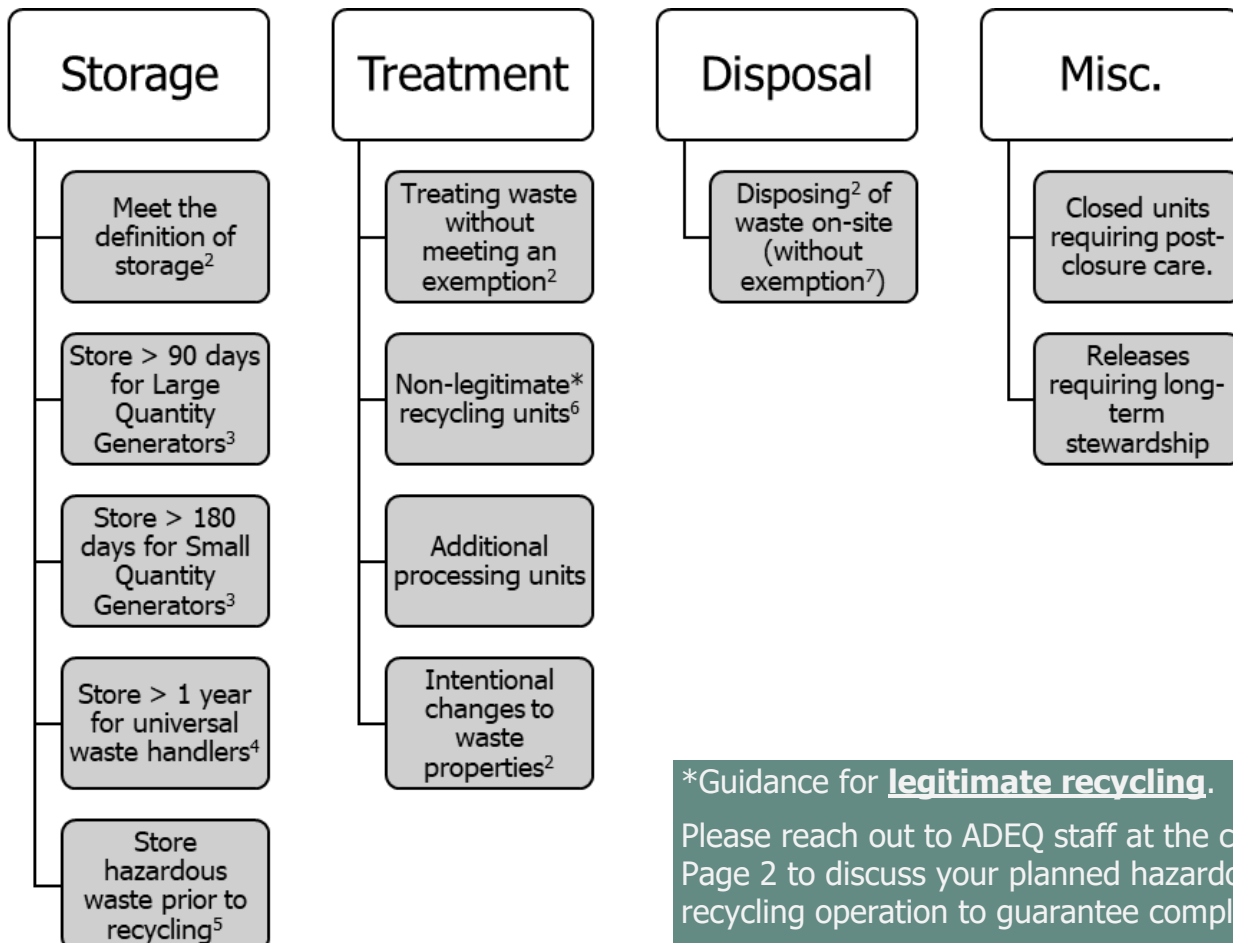 Storage
Meet the
definition of
storage²
Store > 90 days
for Large
Quantity
Generators³
Store > 180
days for Small
Quantity
Generators³
Store > 1 year
for universal
waste handlers⁴
Store
hazardous
waste prior to
recycling⁵
Treatment
Treating waste
without
meeting an
exemption²
Non-legitimate*
recycling units⁶
Additional
processing units
Intentional
changes to
waste
properties²
Disposal
Disposing² of
waste on-site
(without
exemption⁷)
Misc.
Closed units
requiring post-
closure care.
Releases
requiring long-
term
stewardship
*Guidance for legitimate recycling.
Please reach out to ADEQ staff at the
Page 2 to discuss your planned
recycling operation to guarantee